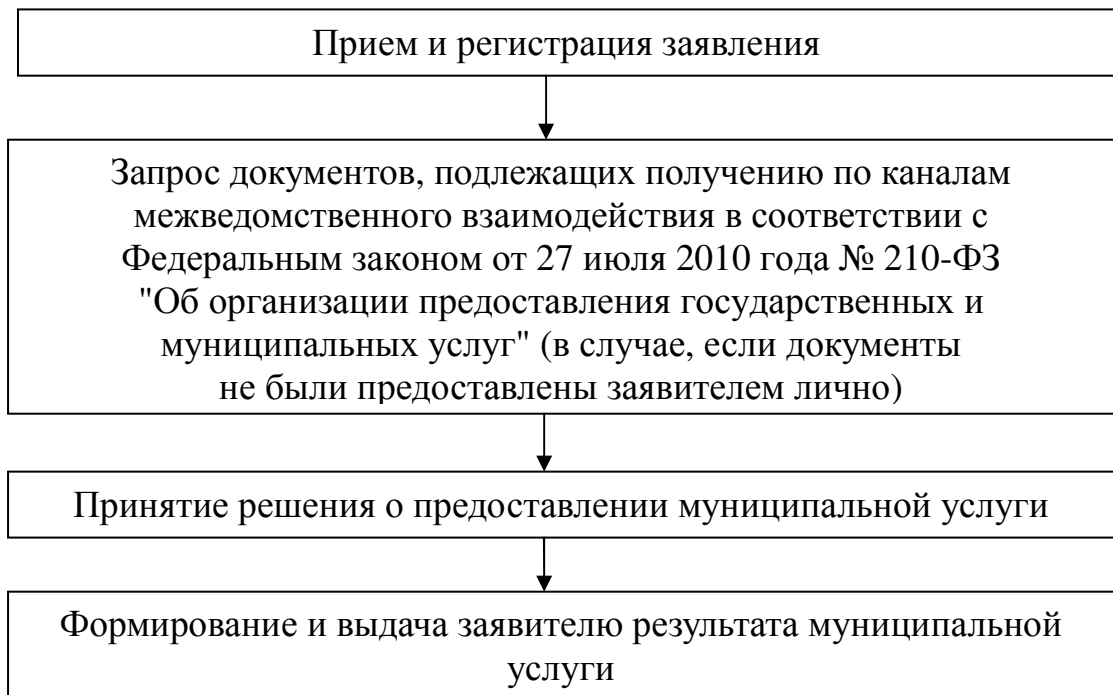 Прием и регистрация заявления
Запрос документов, подлежащих получению по каналам
межведомственного взаимодействия в соответствии с
Федеральным законом от 27 июля 2010 года № 210-ФЗ
"Об организации предоставления государственных и
муниципальных услуг" (в случае, если документы
не были предоставлены заявителем лично)
Принятие решения о предоставлении муниципальной услуги
Формирование и выдача заявителю результата муниципальной
услуги